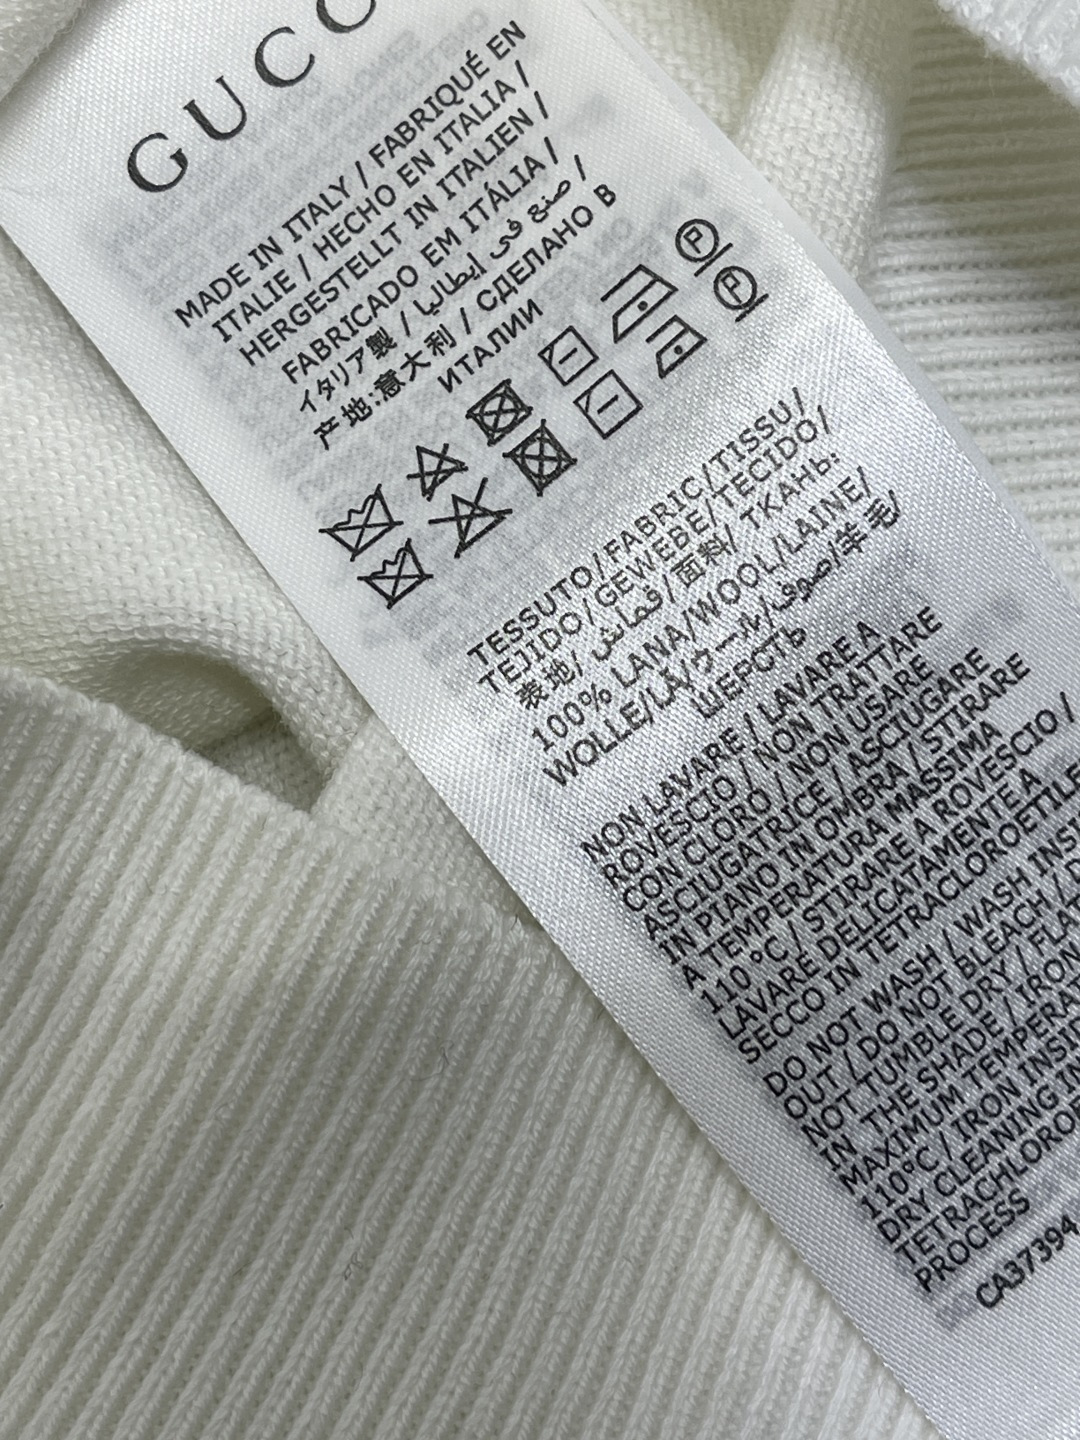 GUCC
MADE IN ITALY / FABRIQUÉ EN
ITALIE / HECHO EN ITALIA /
HERGESTELLT IN ITALIEN /
FABRICADO EM ITÁLIA /
イタリア製 / صنع في ايطاليا /
产地:意大利 / СДЕЛАНО В
ИТАЛИИ
P
P
TESSUTO/FABRIC/TISSU/
TEJIDO/GEWEBE/TECIDO/
表地/قماش/面料/ ТКАНЬ:
100% LANA/WOOL/LAINE/
WOLLE/LÃ/ウール/صوف/羊毛/
ШЕРСТЬ
NON LAVARE / LAVARE A
ROVESCIO / NON TRATTARE
CON CLORO / NON USARE
ASCIUGATRICE / ASCIUGARE
IN PIANO IN OMBRA / STIRARE
A TEMPERATURA MASSIMA
110 °C / STIRARE A ROVESCIO /
LAVARE DELICATAMENTE A
SECCO IN TETRACLOROETILE
DO NOT WASH / WASH INSI
OUT / DO NOT BLEACH / D
NOT TUMBLE DRY / FLAT
IN THE SHADE / IRON
MAXIMUM TEMPERAT
110°C / IRON INSID
DRY CLEANING IN
TETRACHLOROE
PROCESS
CA37394